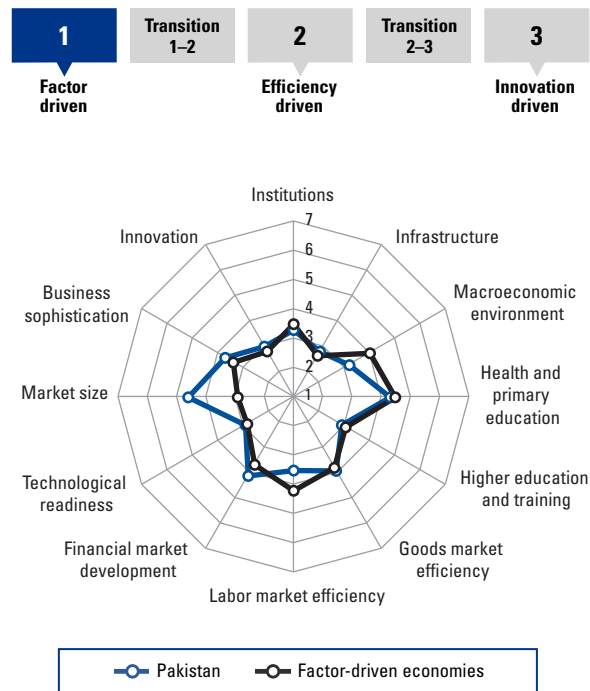 1
Transition
1–2
2
Transition
2–3
3
Factor
driven
Efficiency
driven
Innovation
driven
Institutions
7
Innovation
Infrastructure
6
5
Business
sophistication
Macroeconomic
environment
4
3
2
Market size
1
Health and
primary
education
Technological
readiness
Higher education
and training
Financial market
development
Goods market
efficiency
Labor market efficiency
Pakistan
Factor-driven economies